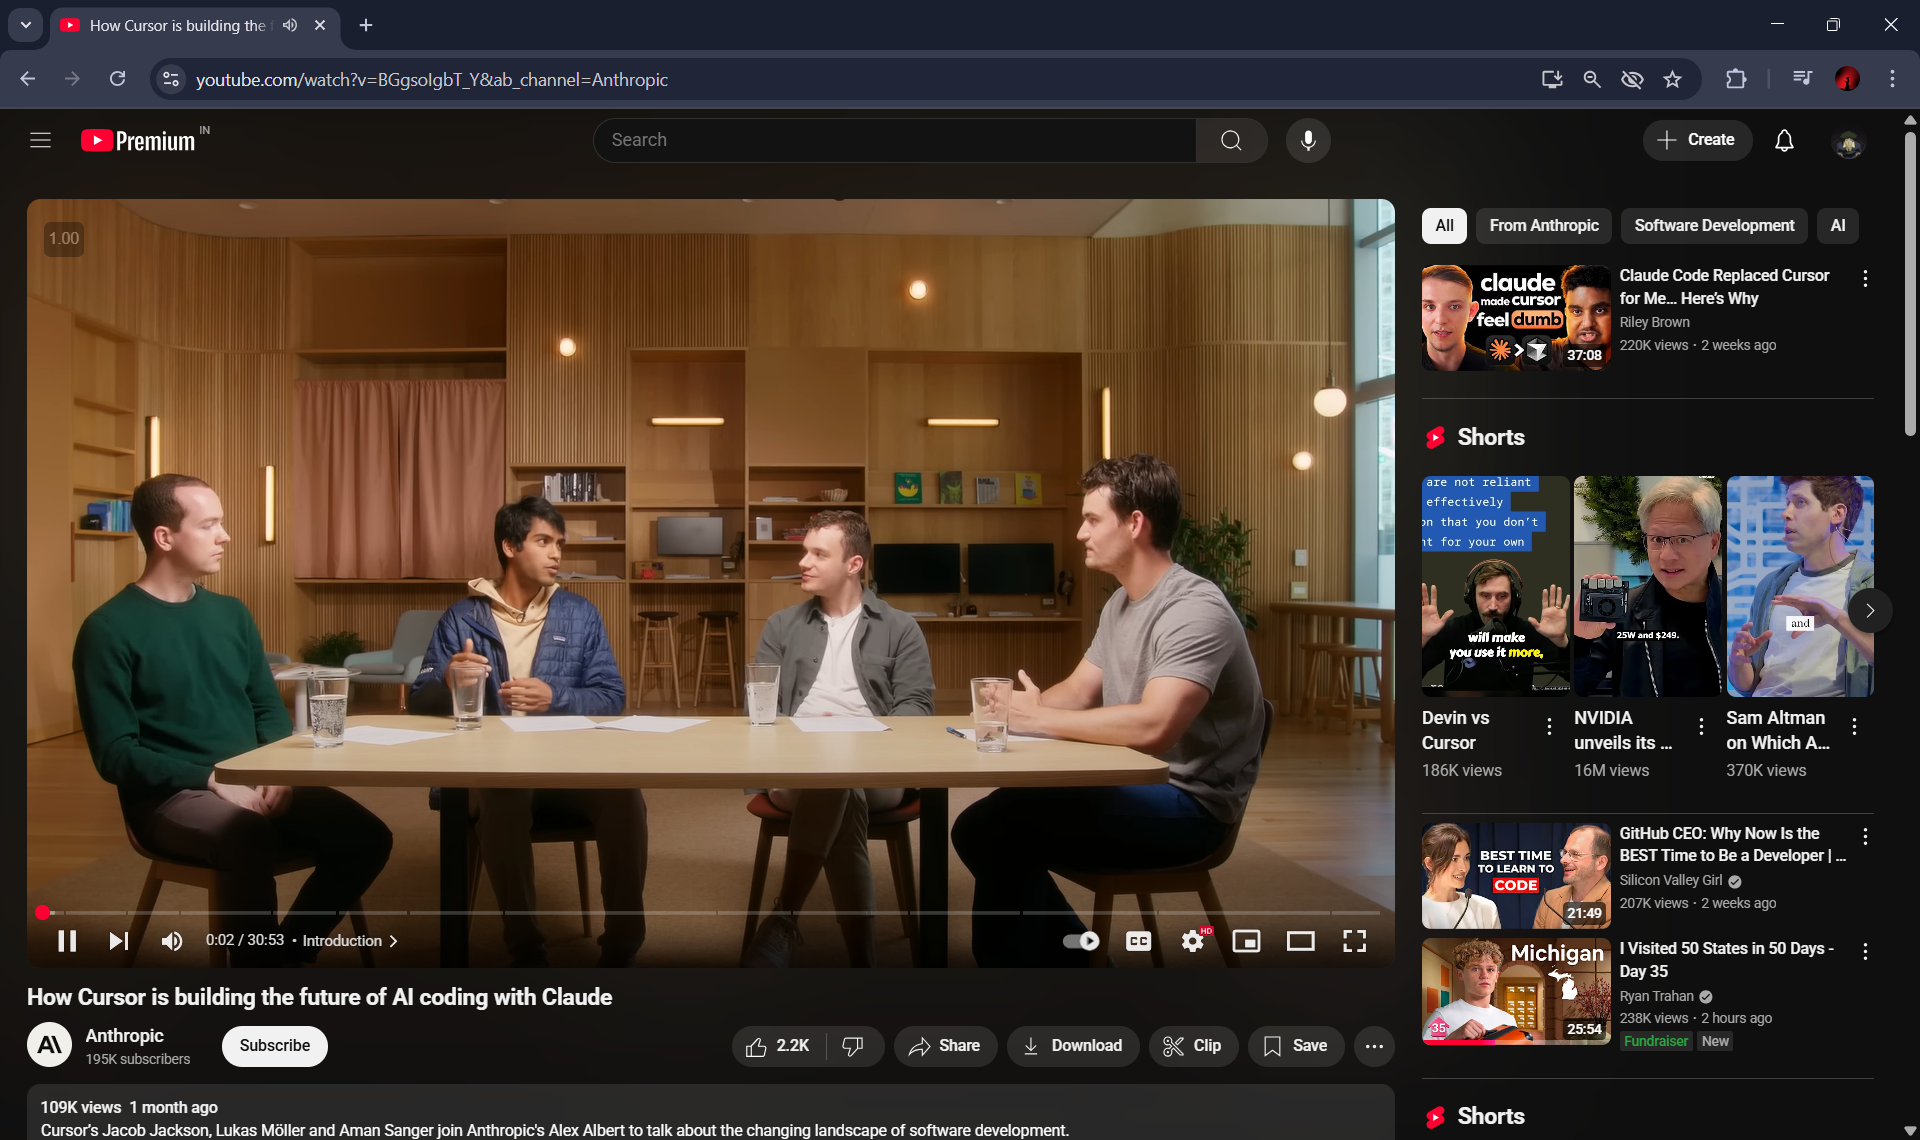 How Cursor is building the
youtube.com/watch?v=BGgsoIgbT_Y&ab_channel=Anthropic
Premium IN
Search
Create
1.00
0:02 / 30:53 • Introduction
CC
HD
How Cursor is building the future of AI coding with Claude
Anthropic
195K subscribers
Subscribe
2.2K
Share
Download
Clip
Save
109K views 1 month ago
Cursor's Jacob Jackson, Lukas Möller and Aman Sanger join Anthropic's Alex Albert to talk about the changing landscape of software development.
All
From Anthropic
Software Development
AI
claude
made cursor
feel dumb
37:08
Claude Code Replaced Cursor
for Me... Here's Why
Riley Brown
220K views • 2 weeks ago
Shorts
are not reliant
effectively
on that you don't
nt for your own
will make
you use it more,
25W and $249.
and
Devin vs
Cursor
186K views
NVIDIA
unveils its ...
16M views
Sam Altman
on Which A...
370K views
BEST TIME
TO LEARN TO
CODE
21:49
GitHub CEO: Why Now Is the
BEST Time to Be a Developer | ...
Silicon Valley Girl
207K views • 2 weeks ago
Michigan
35
25:54
I Visited 50 States in 50 Days -
Day 35
Ryan Trahan
238K views • 2 hours ago
Fundraiser
New
Shorts